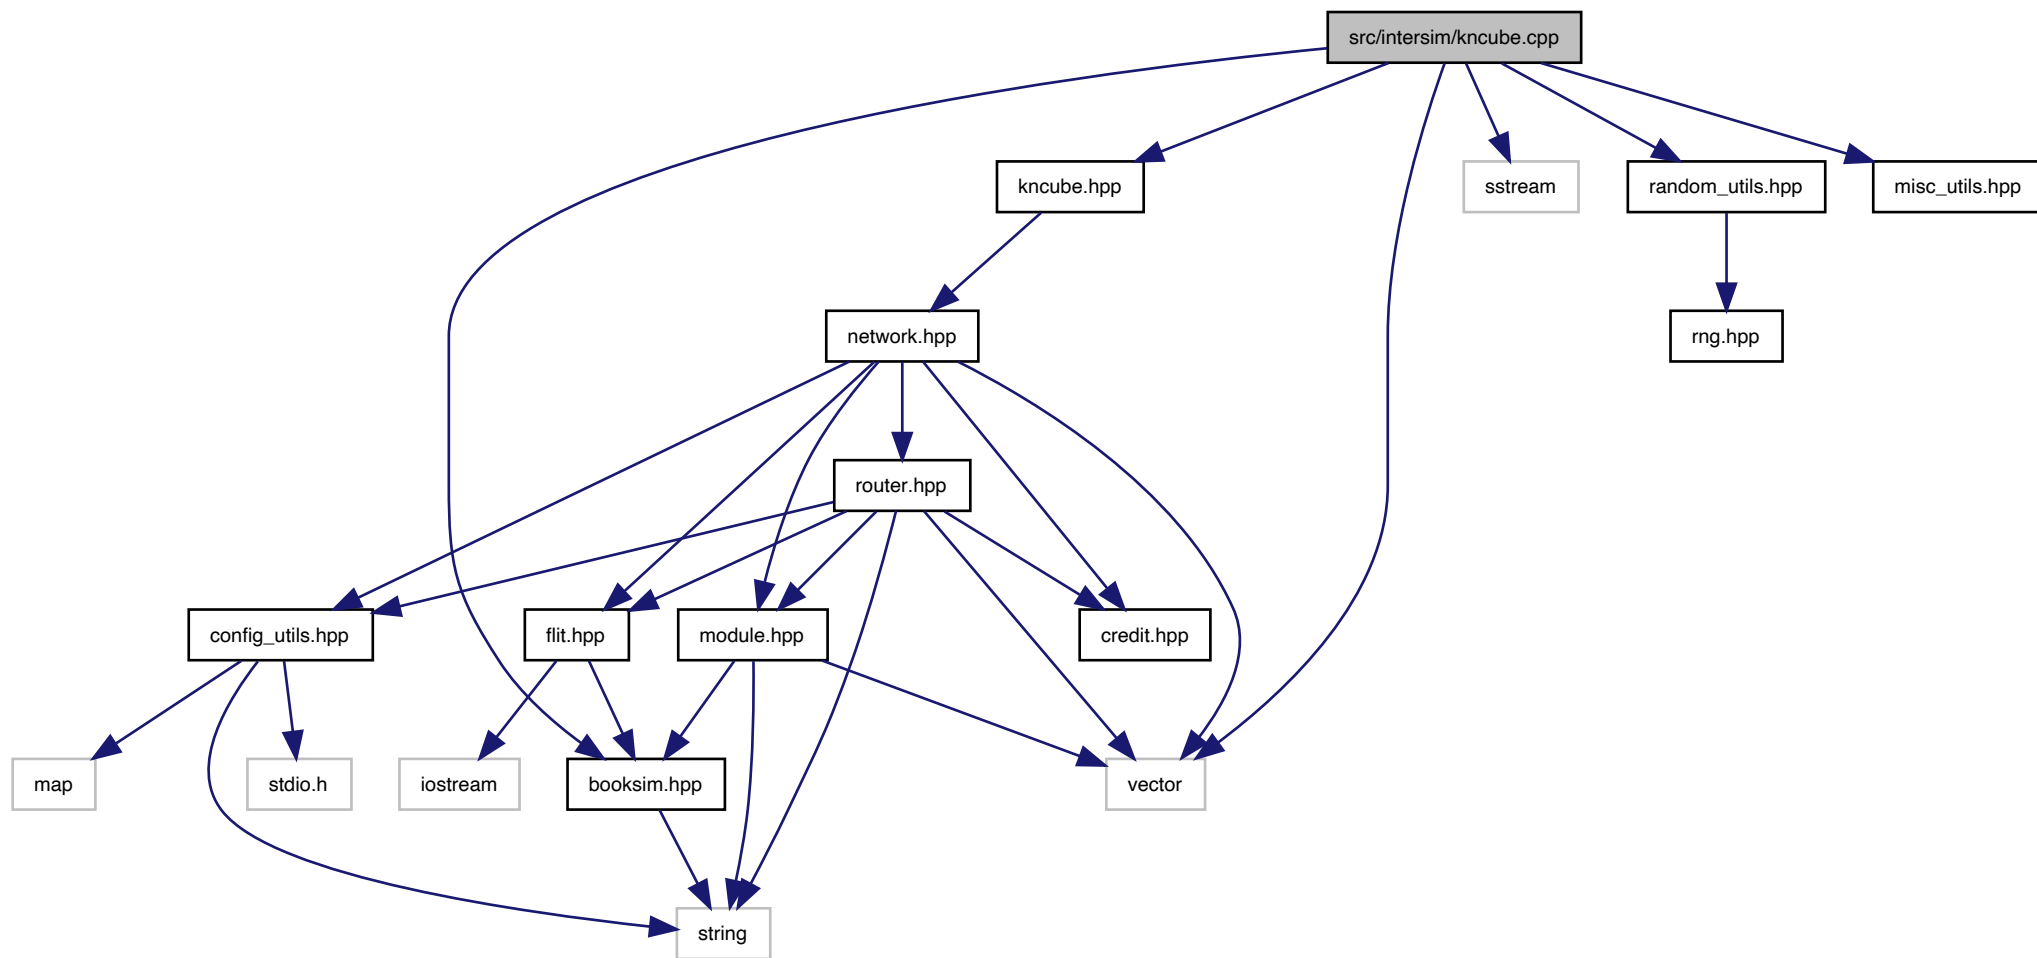 src/intersim/kncube.cpp
kncube.hpp
sstream
random_utils.hpp
misc_utils.hpp
network.hpp
rng.hpp
router.hpp
config_utils.hpp
flit.hpp
module.hpp
credit.hpp
map
stdio.h
iostream
booksim.hpp
vector
string